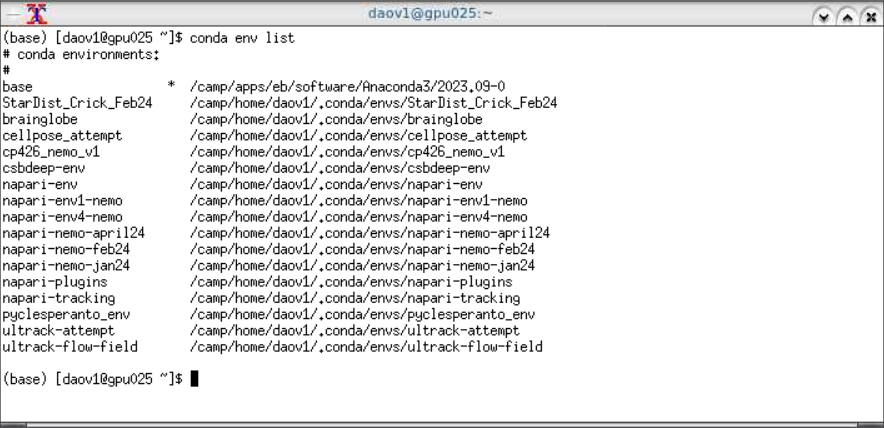 daov1@gpu025:~
(base) [daov1@gpu025 ~]$ conda env list
# conda environments:
#
base                  *  /camp/apps/eb/software/Anaconda3/2023.09-0
StarDist_Crick_Feb24     /camp/home/daov1/.conda/envs/StarDist_Crick_Feb24
brainglobe               /camp/home/daov1/.conda/envs/brainglobe
cellpose_attempt         /camp/home/daov1/.conda/envs/cellpose_attempt
cp426_nemo_v1            /camp/home/daov1/.conda/envs/cp426_nemo_v1
csbdeep-env              /camp/home/daov1/.conda/envs/csbdeep-env
napari-env               /camp/home/daov1/.conda/envs/napari-env
napari-env1-nemo         /camp/home/daov1/.conda/envs/napari-env1-nemo
napari-env4-nemo         /camp/home/daov1/.conda/envs/napari-env4-nemo
napari-nemo-april24      /camp/home/daov1/.conda/envs/napari-nemo-april24
napari-nemo-feb24        /camp/home/daov1/.conda/envs/napari-nemo-feb24
napari-nemo-jan24        /camp/home/daov1/.conda/envs/napari-nemo-jan24
napari-plugins           /camp/home/daov1/.conda/envs/napari-plugins
napari-tracking          /camp/home/daov1/.conda/envs/napari-tracking
pyclesperanto_env        /camp/home/daov1/.conda/envs/pyclesperanto_env
ultrack-attempt          /camp/home/daov1/.conda/envs/ultrack-attempt
ultrack-flow-field       /camp/home/daov1/.conda/envs/ultrack-flow-field
(base) [daov1@gpu025 ~]$